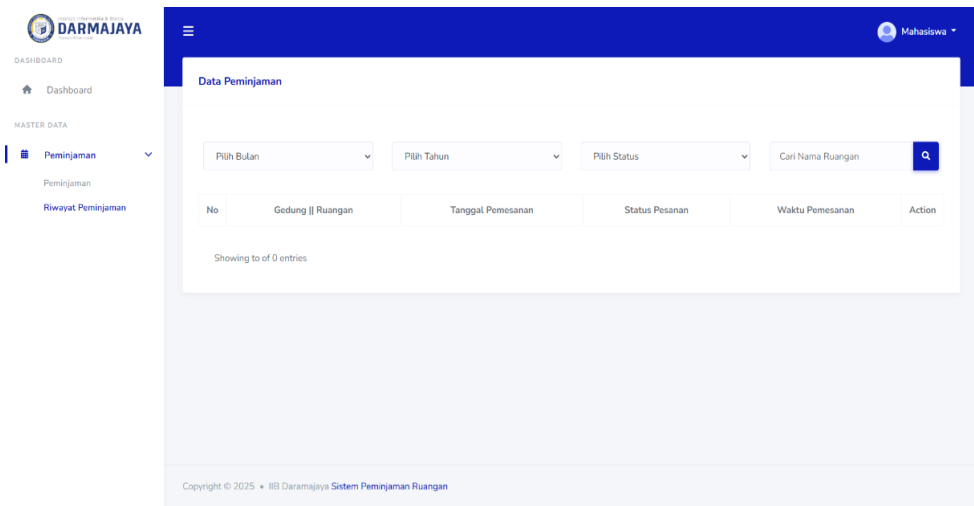 DARMAJAYA
Mahasiswa
DASHBOARD
Dashboard
MASTER DATA
Peminjaman
Peminjaman
Riwayat Peminjaman
Data Peminjaman
Pilih Bulan
Pilih Tahun
Pilih Status
Cari Nama Ruangan
No Gedung || Ruangan Tanggal Pemesanan Status Pesanan Waktu Pemesanan Action
Showing to of 0 entries
Copyright © 2025 • IIB Daramajaya Sistem Peminjaman Ruangan